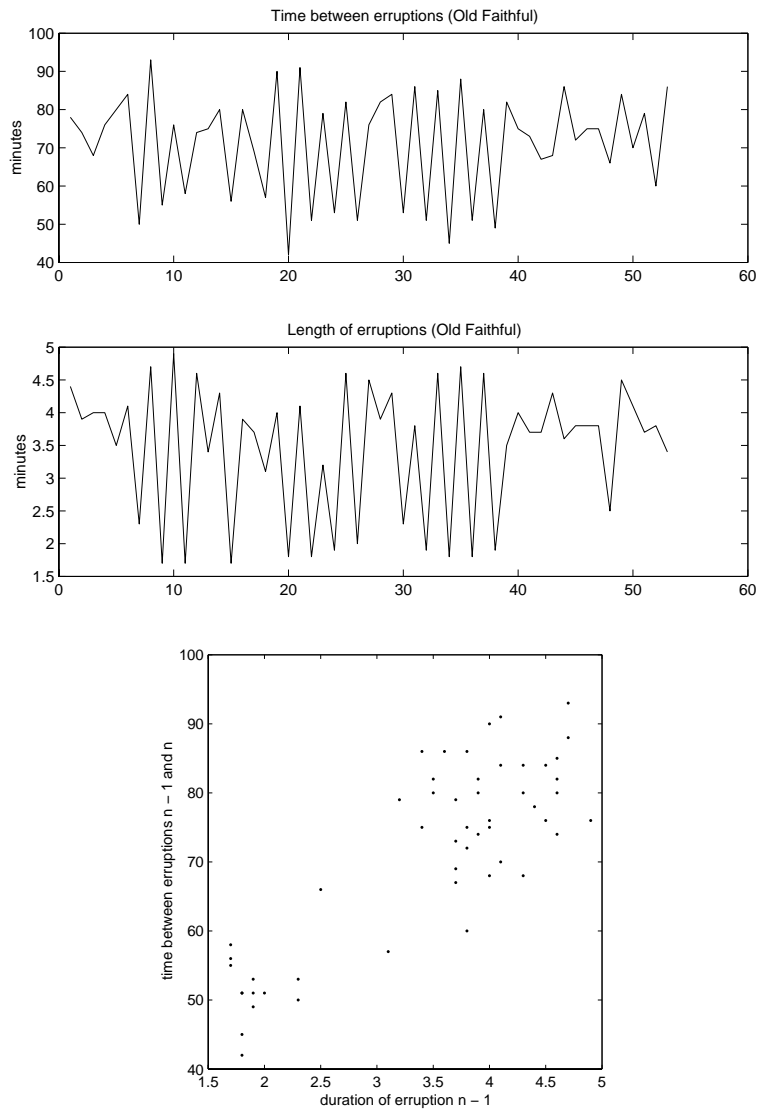 Time between erruptions (Old Faithful)
100
90
80
70
60
50
40
minutes
0 10 20 30 40 50 60
Length of erruptions (Old Faithful)
5
4.5
4
3.5
3
2.5
2
1.5
minutes
0 10 20 30 40 50 60
100
90
80
70
60
50
40
time between erruptions n − 1 and n
1.5 2 2.5 3 3.5 4 4.5 5
duration of erruption n − 1